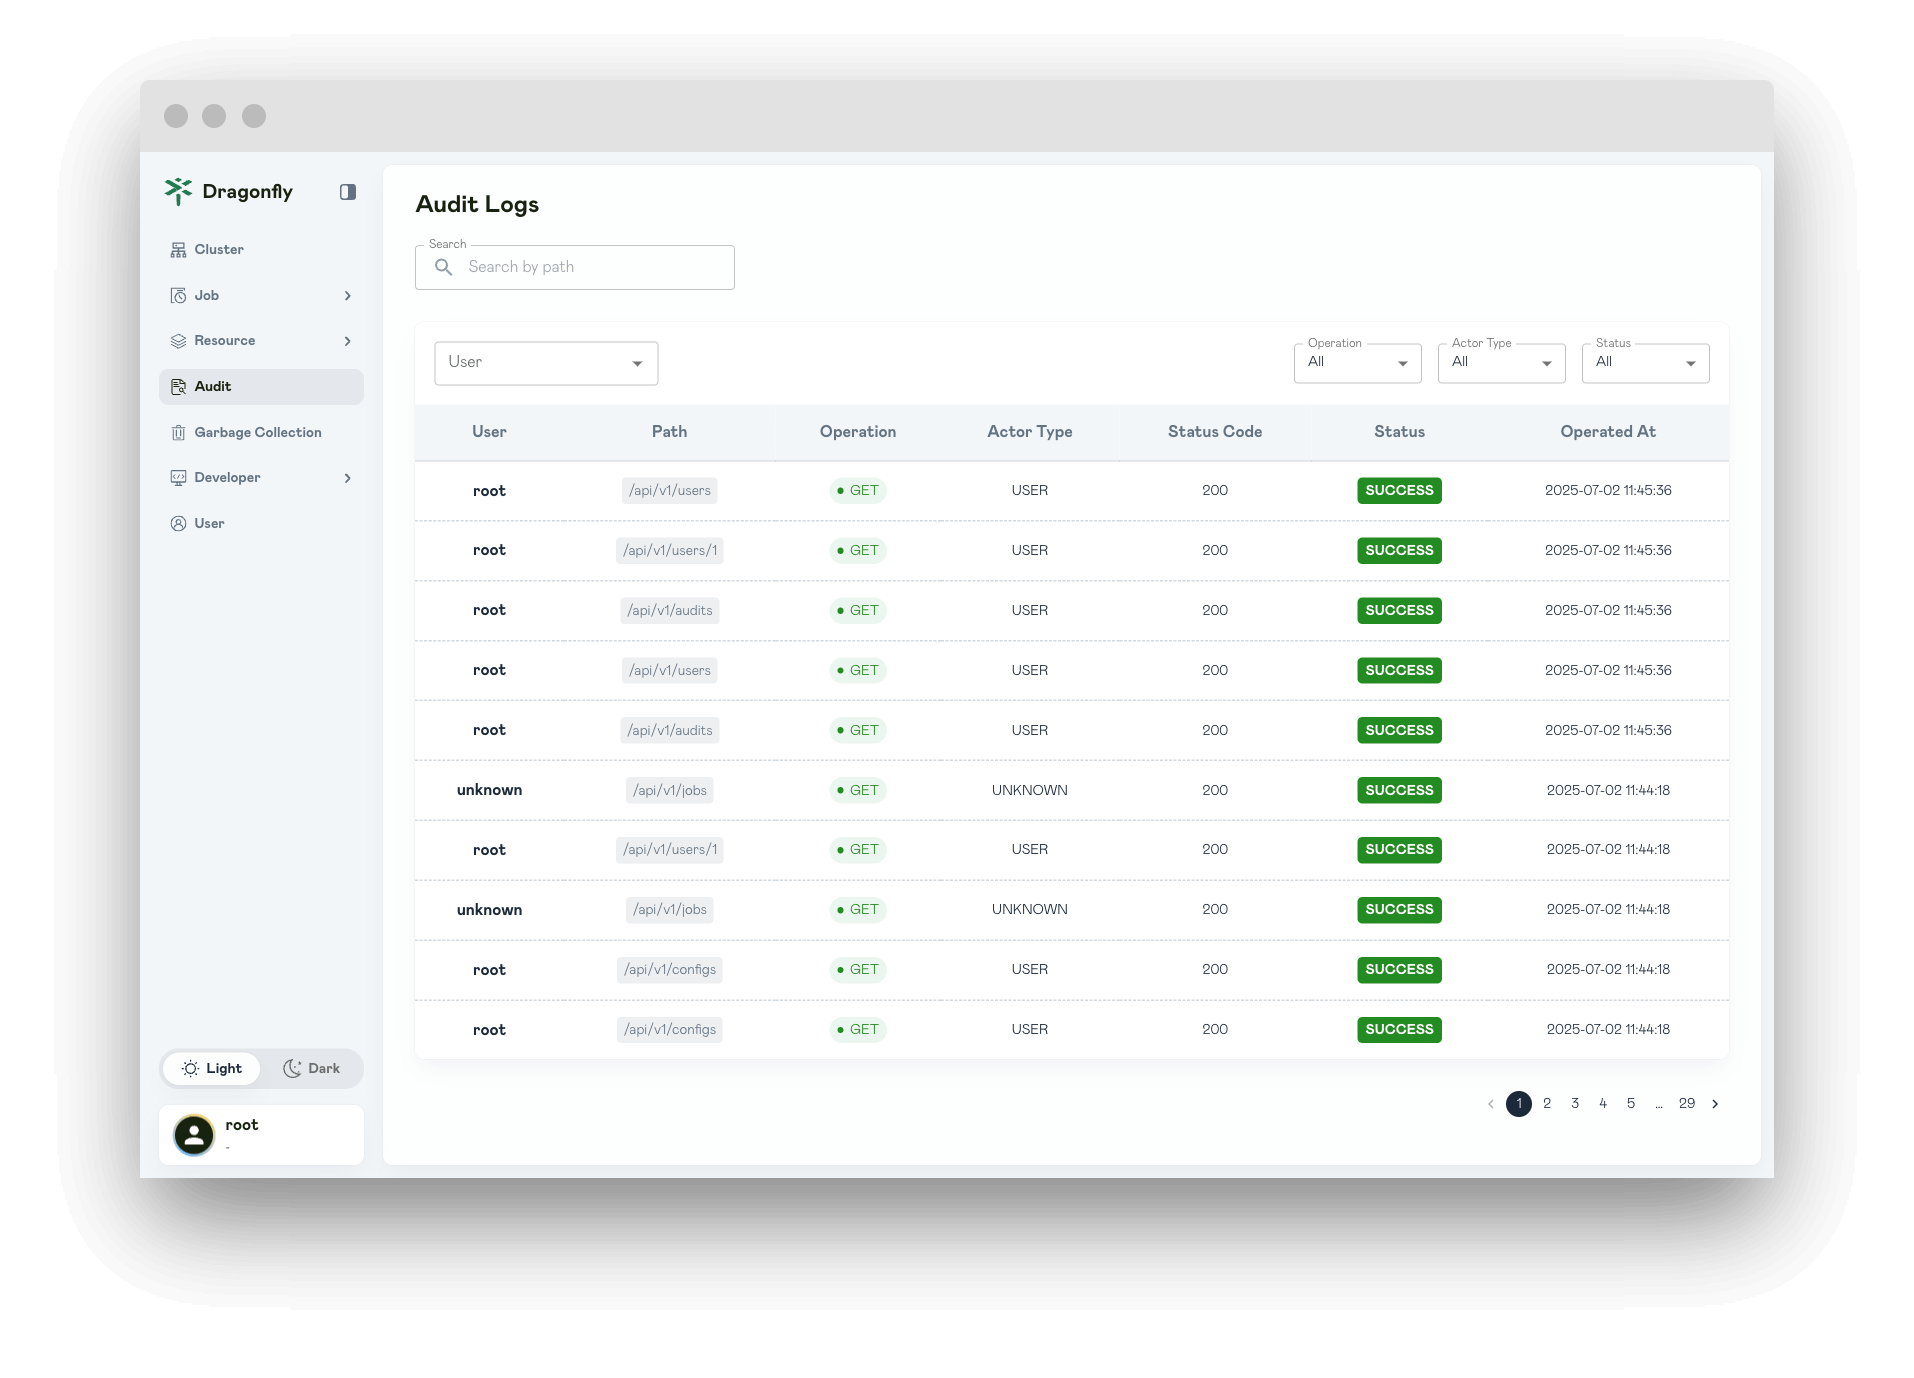 Dragonfly
Cluster
Job
Resource
Audit
Garbage Collection
Developer
User
Light Dark
root
-
Audit Logs
Search
Search by path
User
Operation
All
Actor Type
All
Status
All
User Path Operation Actor Type Status Code Status Operated At
root /api/v1/users GET USER 200 SUCCESS 2025-07-02 11:45:36
root /api/v1/users/1 GET USER 200 SUCCESS 2025-07-02 11:45:36
root /api/v1/audits GET USER 200 SUCCESS 2025-07-02 11:45:36
root /api/v1/users GET USER 200 SUCCESS 2025-07-02 11:45:36
root /api/v1/audits GET USER 200 SUCCESS 2025-07-02 11:45:36
unknown /api/v1/jobs GET UNKNOWN 200 SUCCESS 2025-07-02 11:44:18
root /api/v1/users/1 GET USER 200 SUCCESS 2025-07-02 11:44:18
unknown /api/v1/jobs GET UNKNOWN 200 SUCCESS 2025-07-02 11:44:18
root /api/v1/configs GET USER 200 SUCCESS 2025-07-02 11:44:18
root /api/v1/configs GET USER 200 SUCCESS 2025-07-02 11:44:18
1 2 3 4 5 ... 29